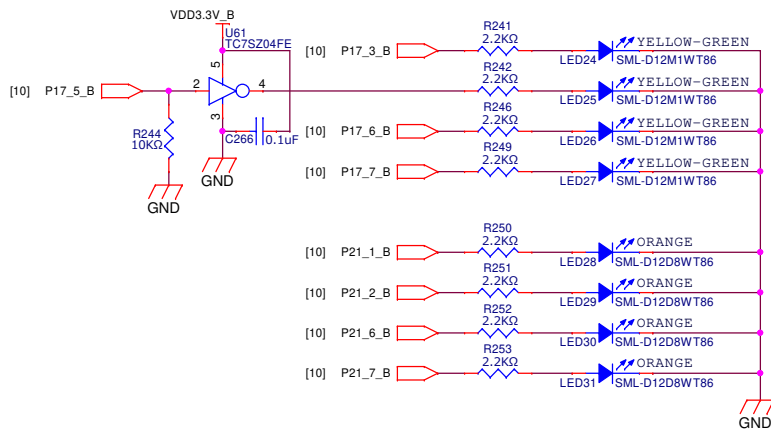 VDD3.3V_B
U61
TC7SZ04FE
[10] P17_5_B
2
5
4
3
R244
10KΩ
C266
0.1uF
GND
GND
[10] P17_3_B
R241
2.2KΩ
LED24
YELLOW-GREEN
SML-D12M1WT86
R242
2.2KΩ
LED25
YELLOW-GREEN
SML-D12M1WT86
[10] P17_6_B
R246
2.2KΩ
LED26
YELLOW-GREEN
SML-D12M1WT86
[10] P17_7_B
R249
2.2KΩ
LED27
YELLOW-GREEN
SML-D12M1WT86
[10] P21_1_B
R250
2.2KΩ
LED28
ORANGE
SML-D12D8WT86
[10] P21_2_B
R251
2.2KΩ
LED29
ORANGE
SML-D12D8WT86
[10] P21_6_B
R252
2.2KΩ
LED30
ORANGE
SML-D12D8WT86
[10] P21_7_B
R253
2.2KΩ
LED31
ORANGE
SML-D12D8WT86
GND